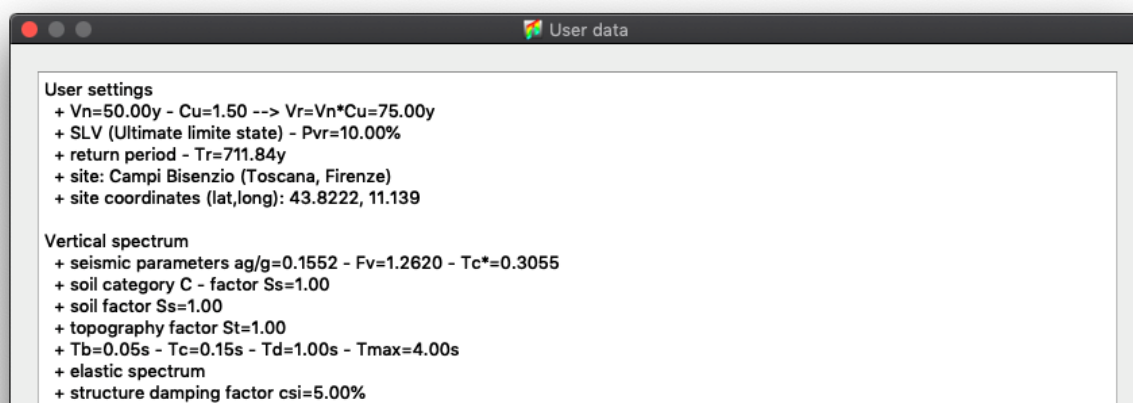 User data
User settings
+ Vn=50.00y - Cu=1.50 --> Vr=Vn*Cu=75.00y
+ SLV (Ultimate limite state) - Pvr=10.00%
+ return period - Tr=711.84y
+ site: Campi Bisenzio (Toscana, Firenze)
+ site coordinates (lat,long): 43.8222, 11.139
Vertical spectrum
+ seismic parameters ag/g=0.1552 - Fv=1.2620 - Tc*=0.3055
+ soil category C - factor Ss=1.00
+ soil factor Ss=1.00
+ topography factor St=1.00
+ Tb=0.05s - Tc=0.15s - Td=1.00s - Tmax=4.00s
+ elastic spectrum
+ structure damping factor csi=5.00%